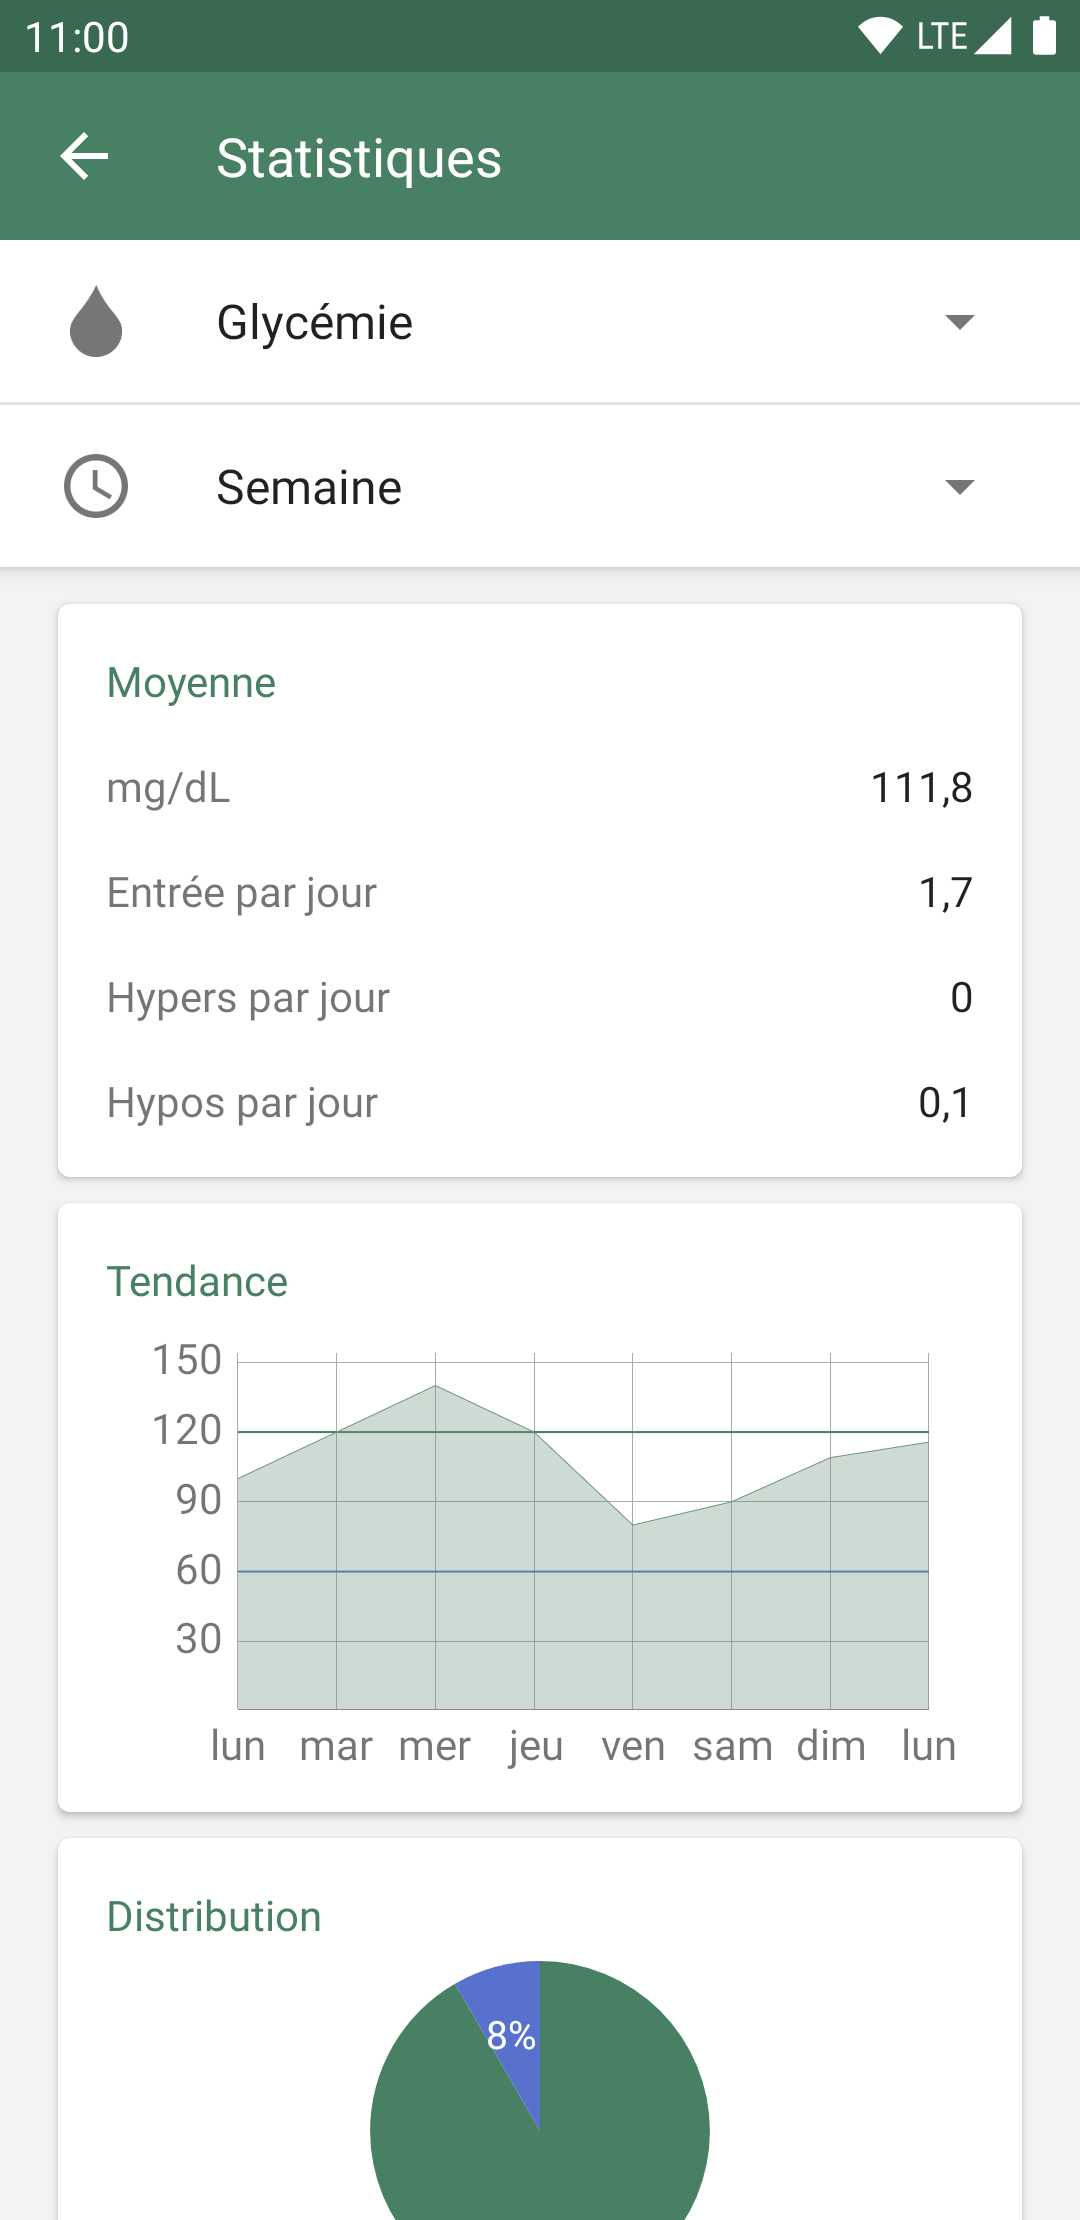 11:00 LTE
Statistiques
Glycémie
Semaine
Moyenne
mg/dL 111,8
Entrée par jour 1,7
Hypers par jour 0
Hypos par jour 0,1
Tendance
150
120
90
60
30
lun mar mer jeu ven sam dim lun
Distribution
8%